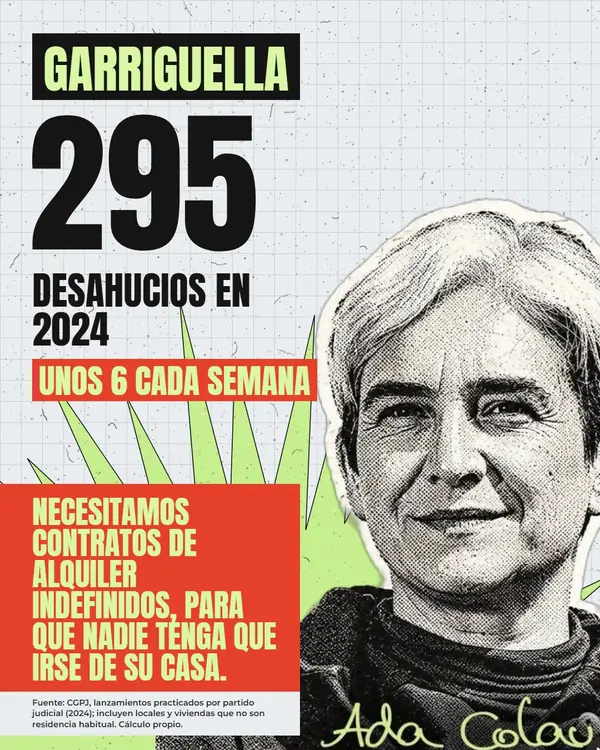 GARRIGUELLA
295
DESAHUCIOS EN
2024
UNOS 6 CADA SEMANA
NECESITAMOS
CONTRATOS DE
ALQUILER
INDEFINIDOS, PARA
QUE NADIE TENGA QUE
IRSE DE SU CASA.
Fuente: CGPJ, lanzamientos practicados por partido
judicial (2024); incluyen locales y viviendas que no son
residencia habitual. Cálculo propio.
Ada Colau